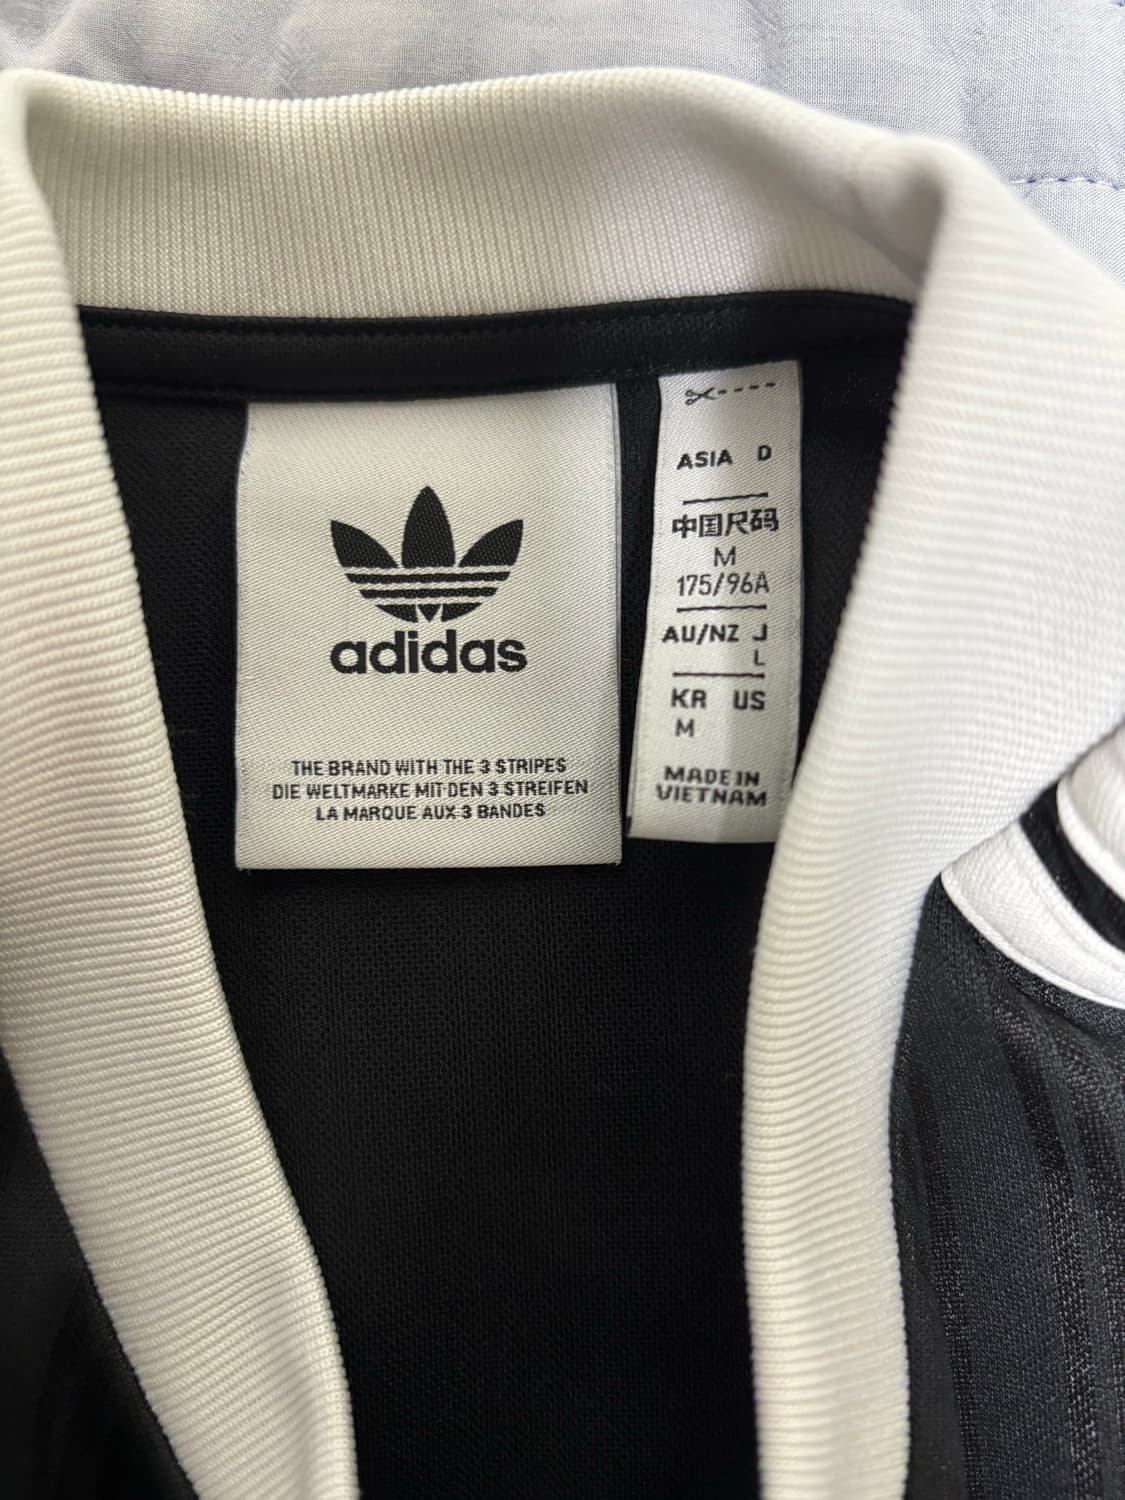 adidas
THE BRAND WITH THE 3 STRIPES
DIE WELTMARKE MIT DEN 3 STREIFEN
LA MARQUE AUX 3 BANDES
ASIA D
中国尺码
M
175/96A
AU/NZ J
L
KR US
M
MADE IN
VIETNAM